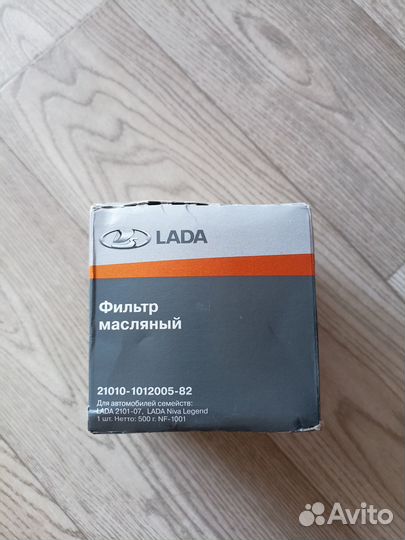 LADA
Фильтр
масляный
21010-1012005-82
Для автомобилей семейств:
LADA 2101-07, LADA Niva Legend
1 шт. Нетто: 500 г. NF-1001
Avito